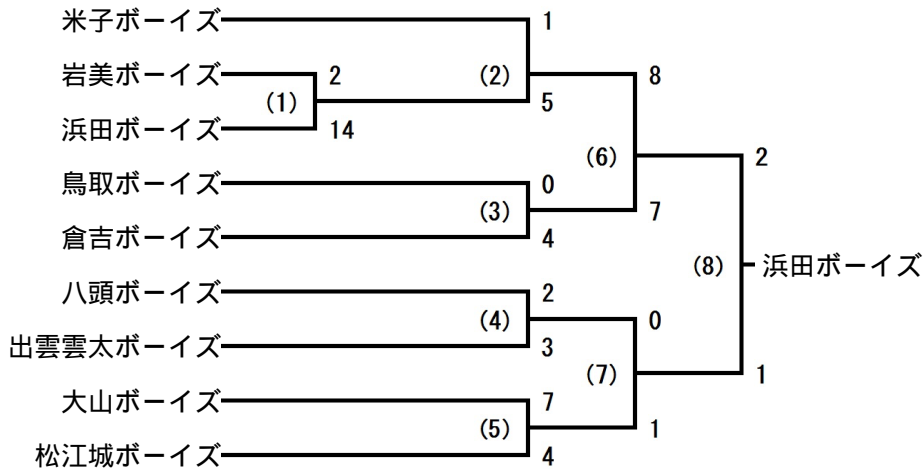 米子ボーイズ 1
岩美ボーイズ 2 (2) 8
(1) 5
浜田ボーイズ 14
(6) 2
鳥取ボーイズ 0
(3) 7
倉吉ボーイズ 4
(8) 浜田ボーイズ
八頭ボーイズ 2
(4) 0
出雲雲太ボーイズ 3
(7) 1
大山ボーイズ 7
(5) 1
松江城ボーイズ 4